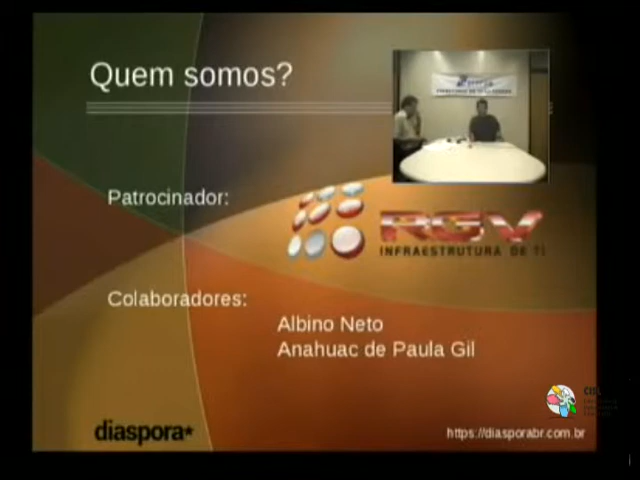 Quem somos?
Patrocinador:
RGV
INFRAESTRUTURA DE TI
Colaboradores:
Albino Neto
Anahuac de Paula Gil
diaspora*
https://diasporabr.com.br